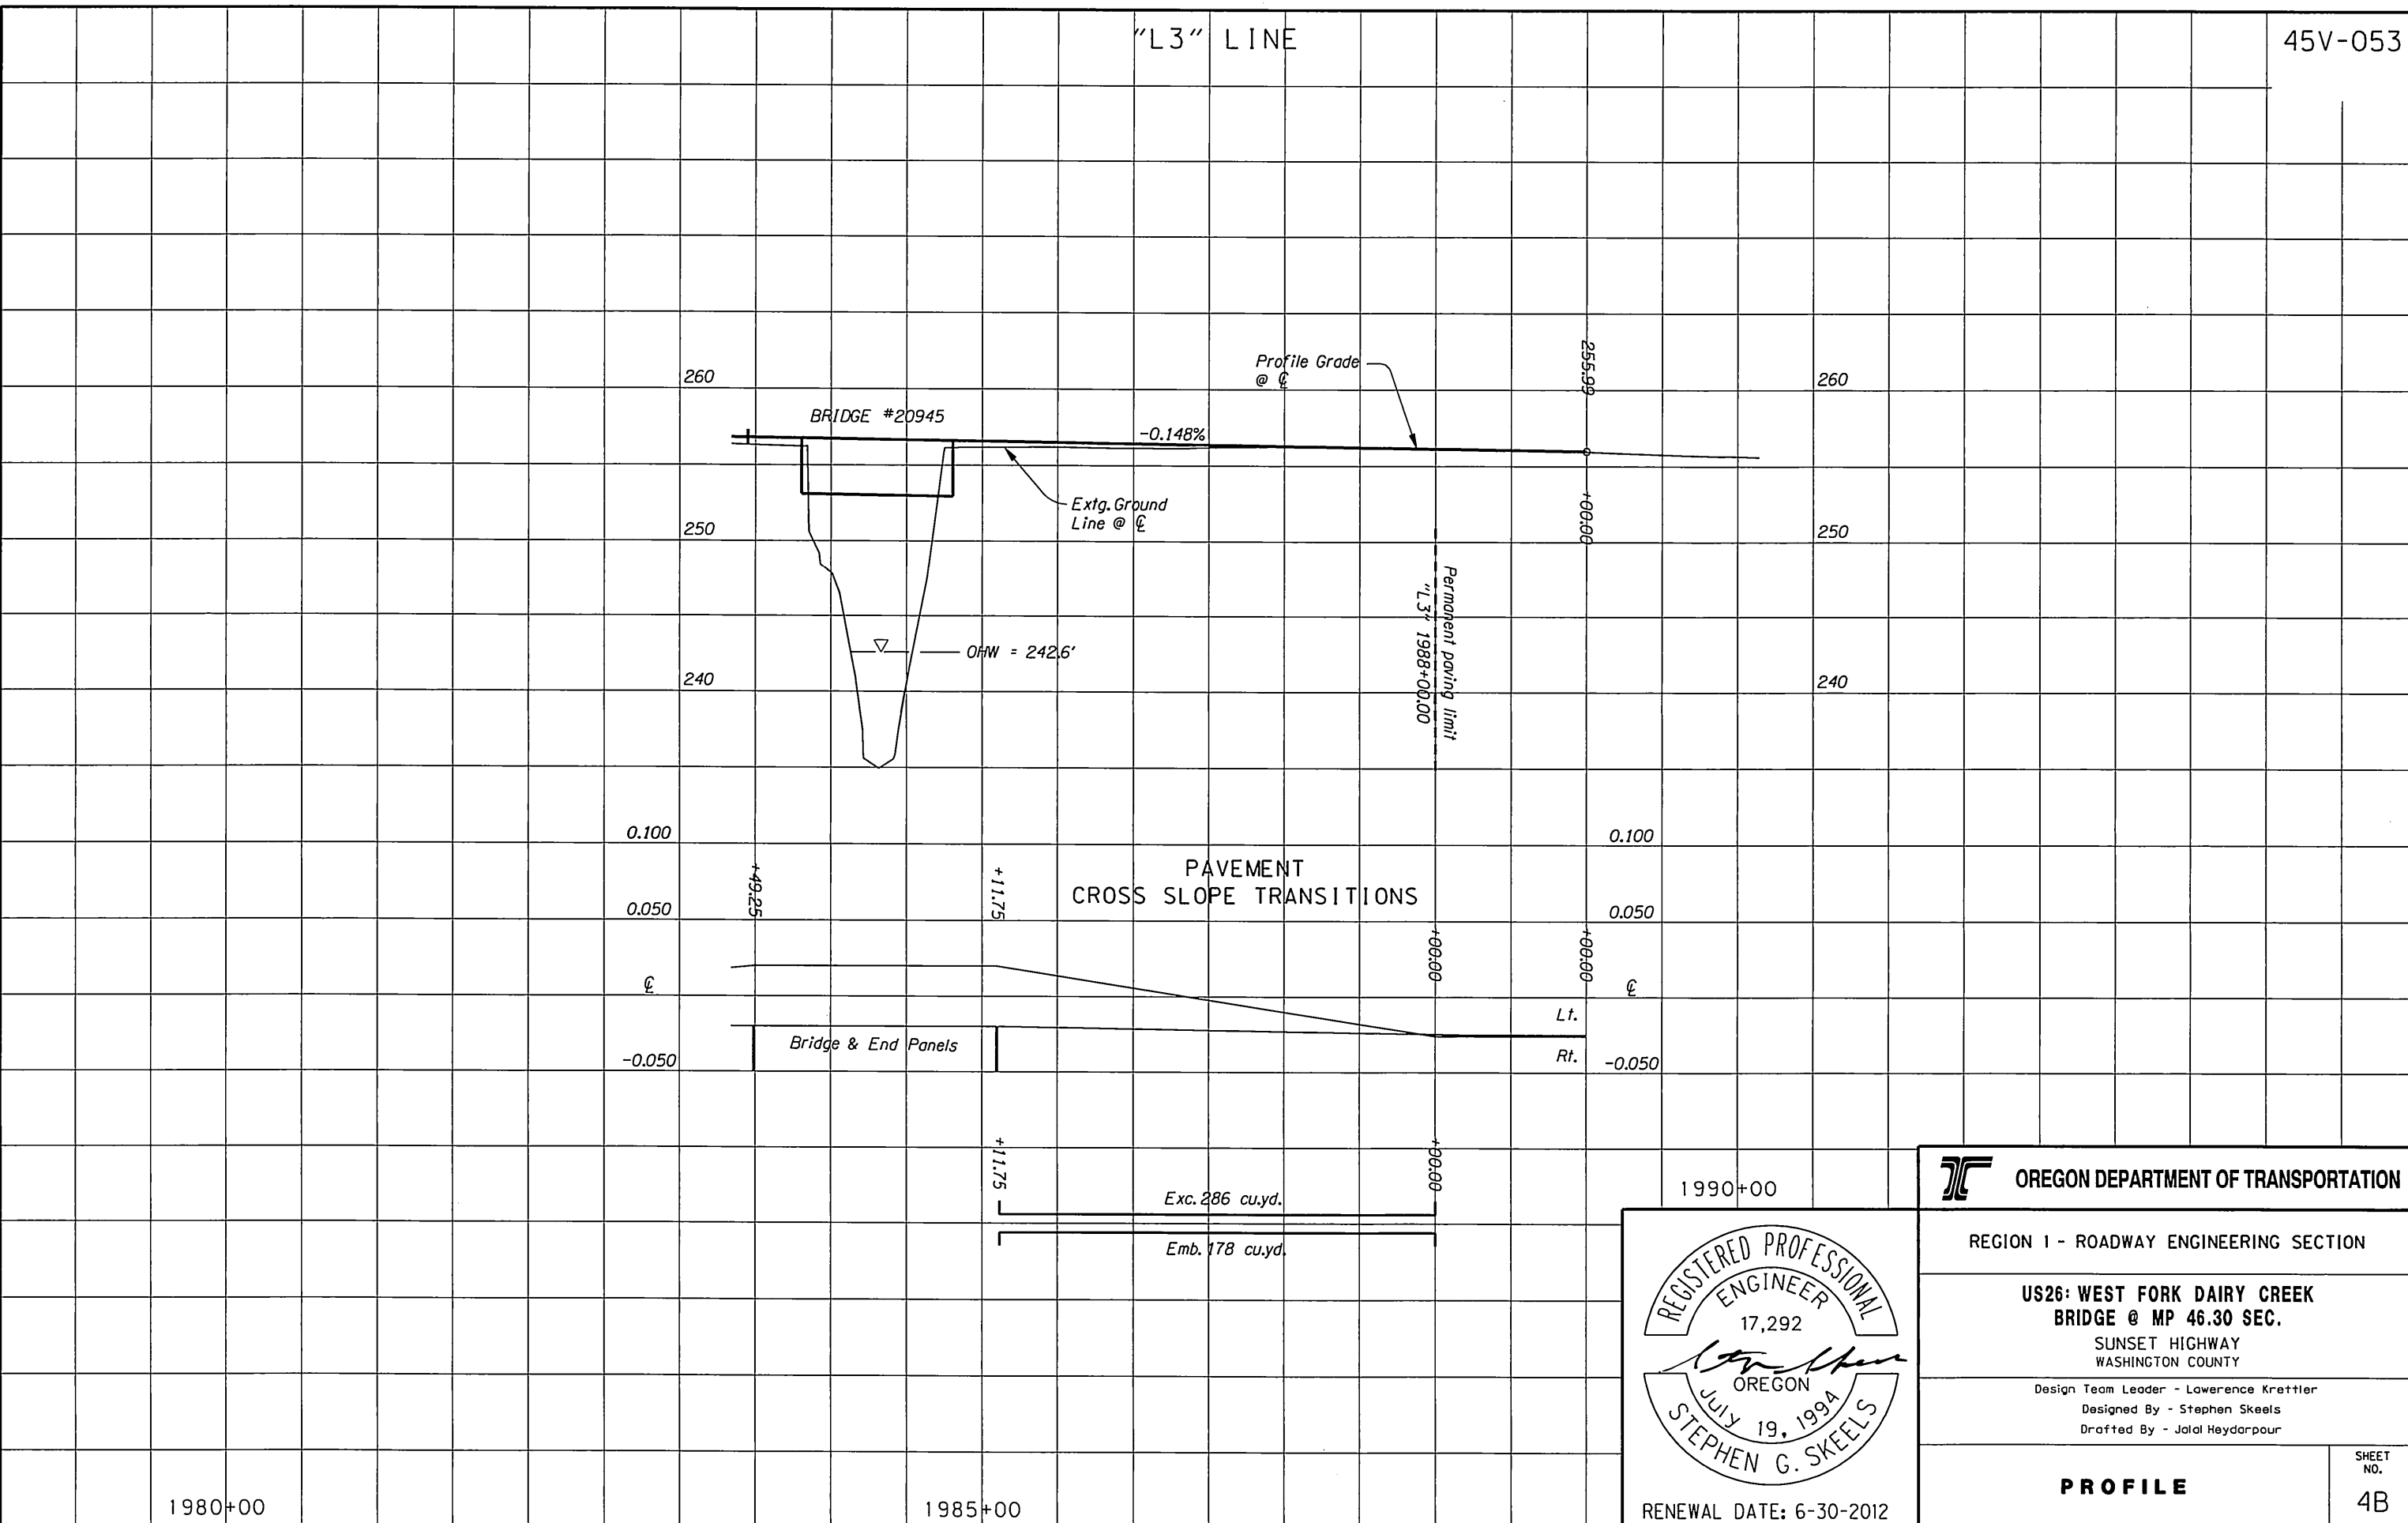 "L3" LINE
45V-053
260
BRIDGE #20945
-0.148%
Profile Grade
@ ℄
255.99
260
Extg. Ground
Line @ ℄
250
+00.00
250
OHW = 242.6'
240
Permanent paving limit
"L3" 1988+00.00
240
0.100
0.100
PAVEMENT
CROSS SLOPE TRANSITIONS
+49.25
+11.75
0.050
0.050
+00.00
+00.00
℄
℄
Lt.
Bridge & End Panels
Rt.
-0.050
-0.050
+11.75
+00.00
Exc. 286 cu.yd.
Emb. 178 cu.yd.
1990+00
1980+00
1985+00
REGISTERED PROFESSIONAL
ENGINEER
17,292
OREGON
July 19, 1994
STEPHEN G. SKEELS
RENEWAL DATE: 6-30-2012
OREGON DEPARTMENT OF TRANSPORTATION
REGION 1 - ROADWAY ENGINEERING SECTION
US26: WEST FORK DAIRY CREEK
BRIDGE @ MP 46.30 SEC.
SUNSET HIGHWAY
WASHINGTON COUNTY
Design Team Leader - Lawerence Krettler
Designed By - Stephen Skeels
Drafted By - Jalal Heydarpour
PROFILE
SHEET
NO.
4B